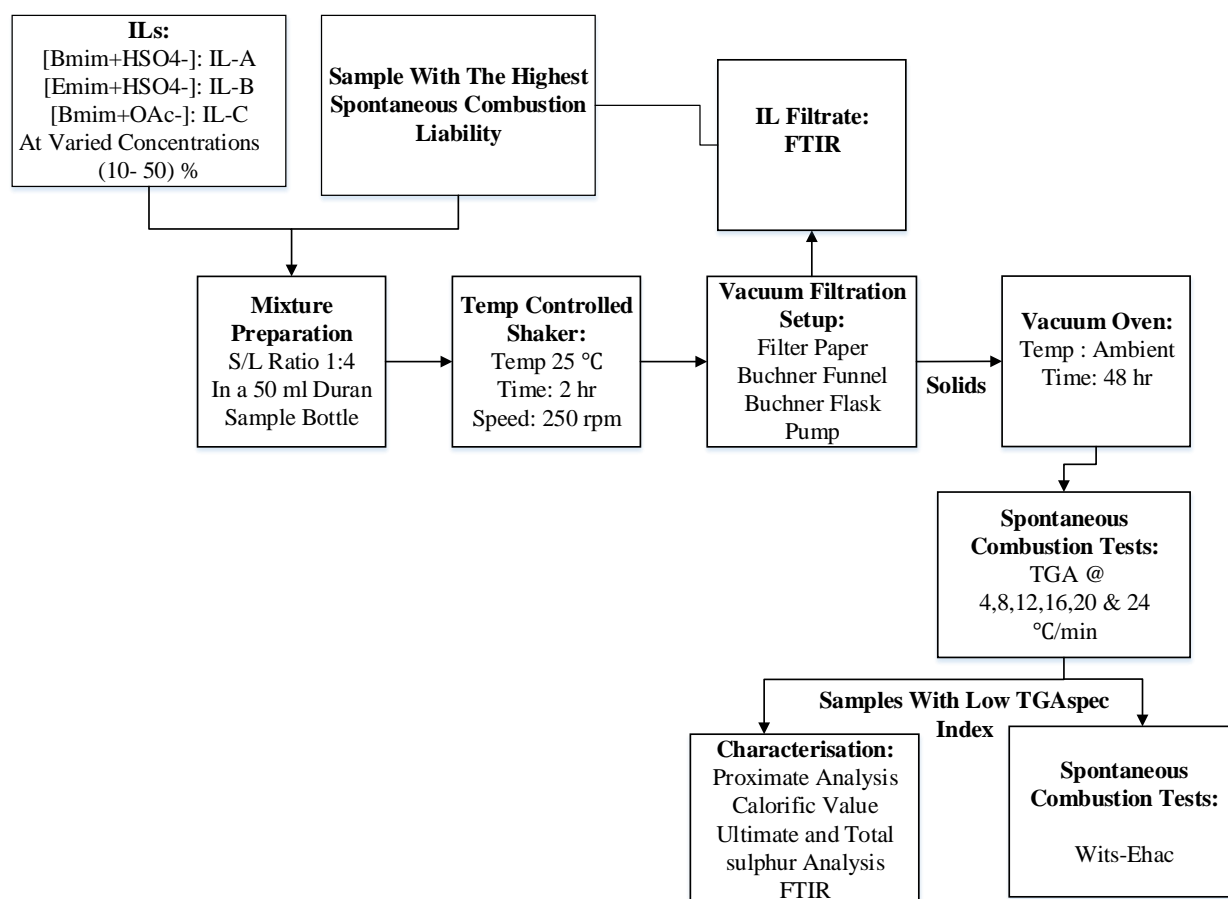 ILs:
[Bmim+HSO4-]: IL-A
[Emim+HSO4-]: IL-B
[Bmim+OAc-]: IL-C
At Varied Concentrations
(10- 50) %
Sample With The Highest
Spontaneous Combustion
Liability
IL Filtrate:
FTIR
Mixture
Preparation
S/L Ratio 1:4
In a 50 ml Duran
Sample Bottle
Temp Controlled
Shaker:
Temp 25 ℃
Time: 2 hr
Speed: 250 rpm
Vacuum Filtration
Setup:
Filter Paper
Buchner Funnel
Buchner Flask
Pump
Solids
Vacuum Oven:
Temp : Ambient
Time: 48 hr
Spontaneous
Combustion Tests:
TGA @
4,8,12,16,20 & 24
℃/min
Samples With Low TGAspec
Index
Characterisation:
Proximate Analysis
Calorific Value
Ultimate and Total
sulphur Analysis
FTIR
Spontaneous
Combustion Tests:
Wits-Ehac